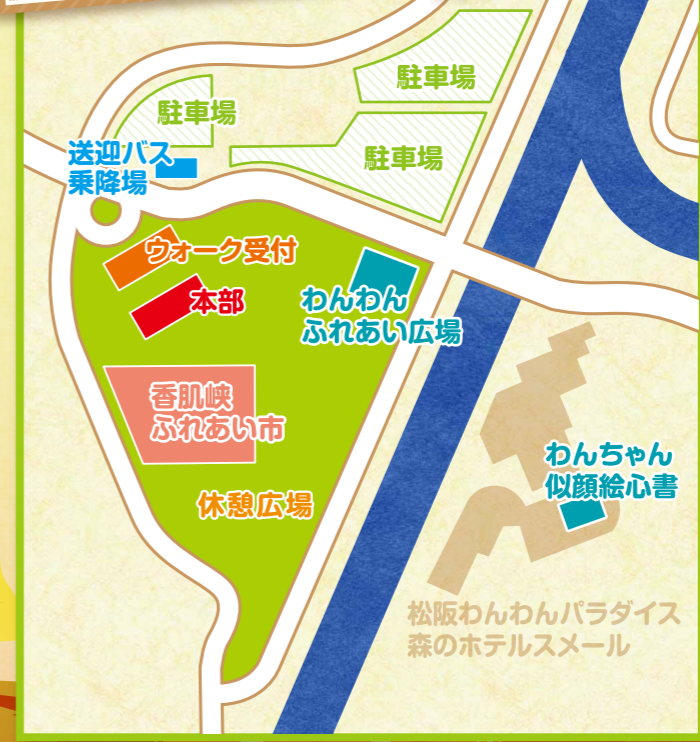 駐車場
駐車場
駐車場
送迎バス
乗降場
ウォーク受付
本部
わんわん
ふれあい広場
香肌峡
ふれあい市
休憩広場
わんちゃん
似顔絵心書
松阪わんわんパラダイス
森のホテルスメール